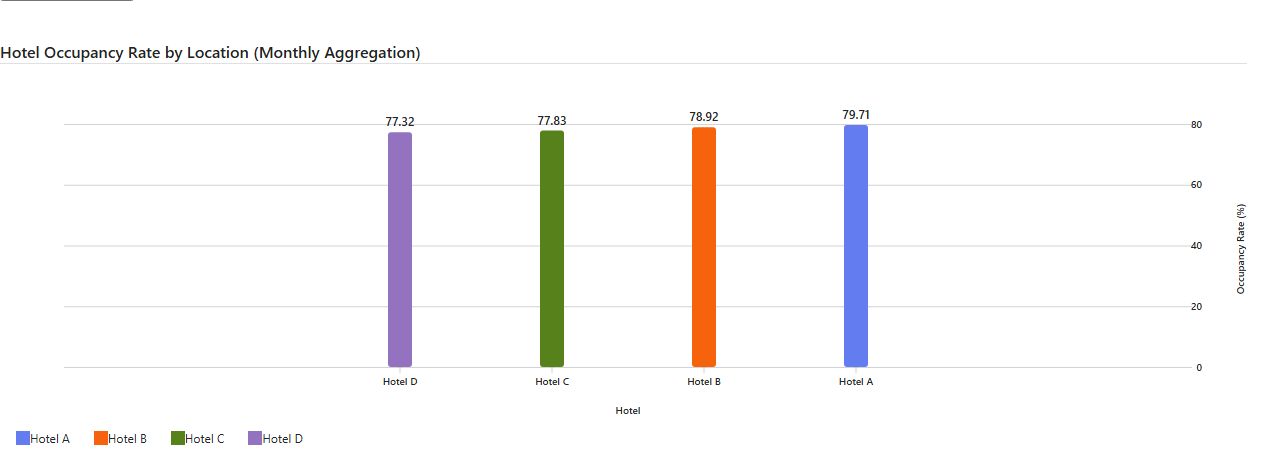 Hotel Occupancy Rate by Location (Monthly Aggregation)
77.32
77.83
78.92
79.71
80
60
40
20
0
Occupancy Rate (%)
Hotel D
Hotel C
Hotel B
Hotel A
Hotel
Hotel A
Hotel B
Hotel C
Hotel D